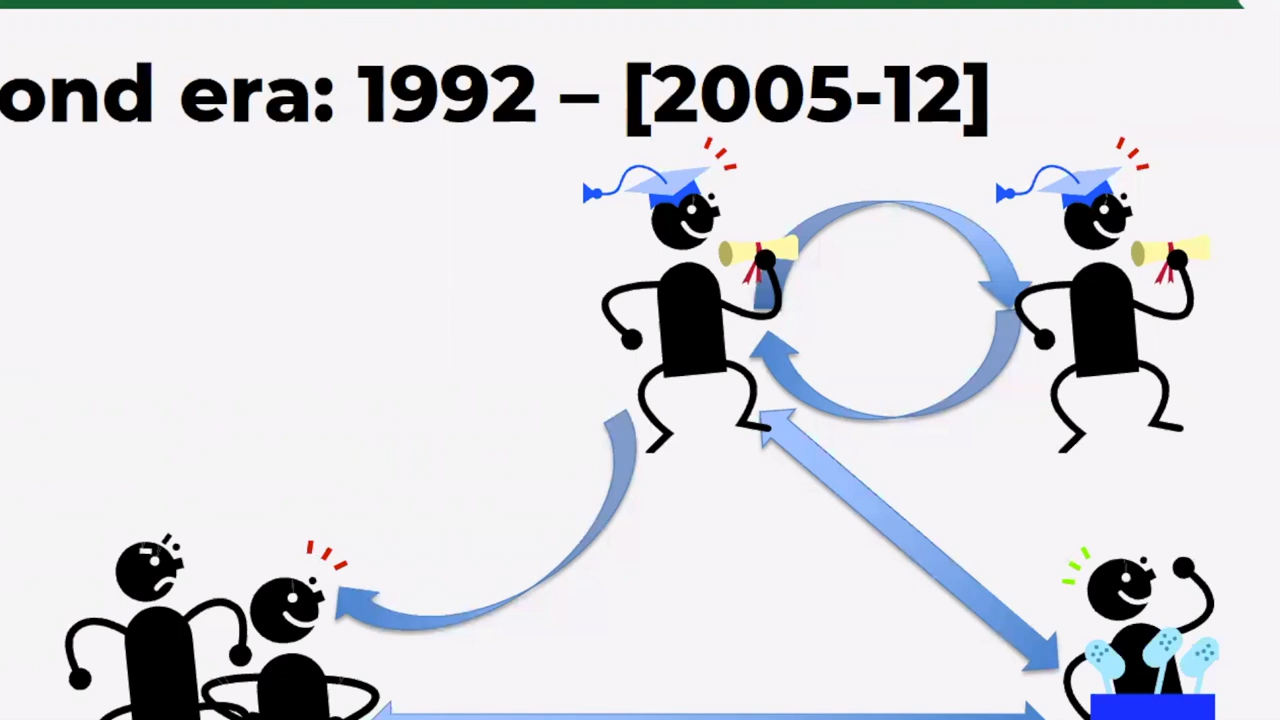 ond era: 1992 – [2005-12]